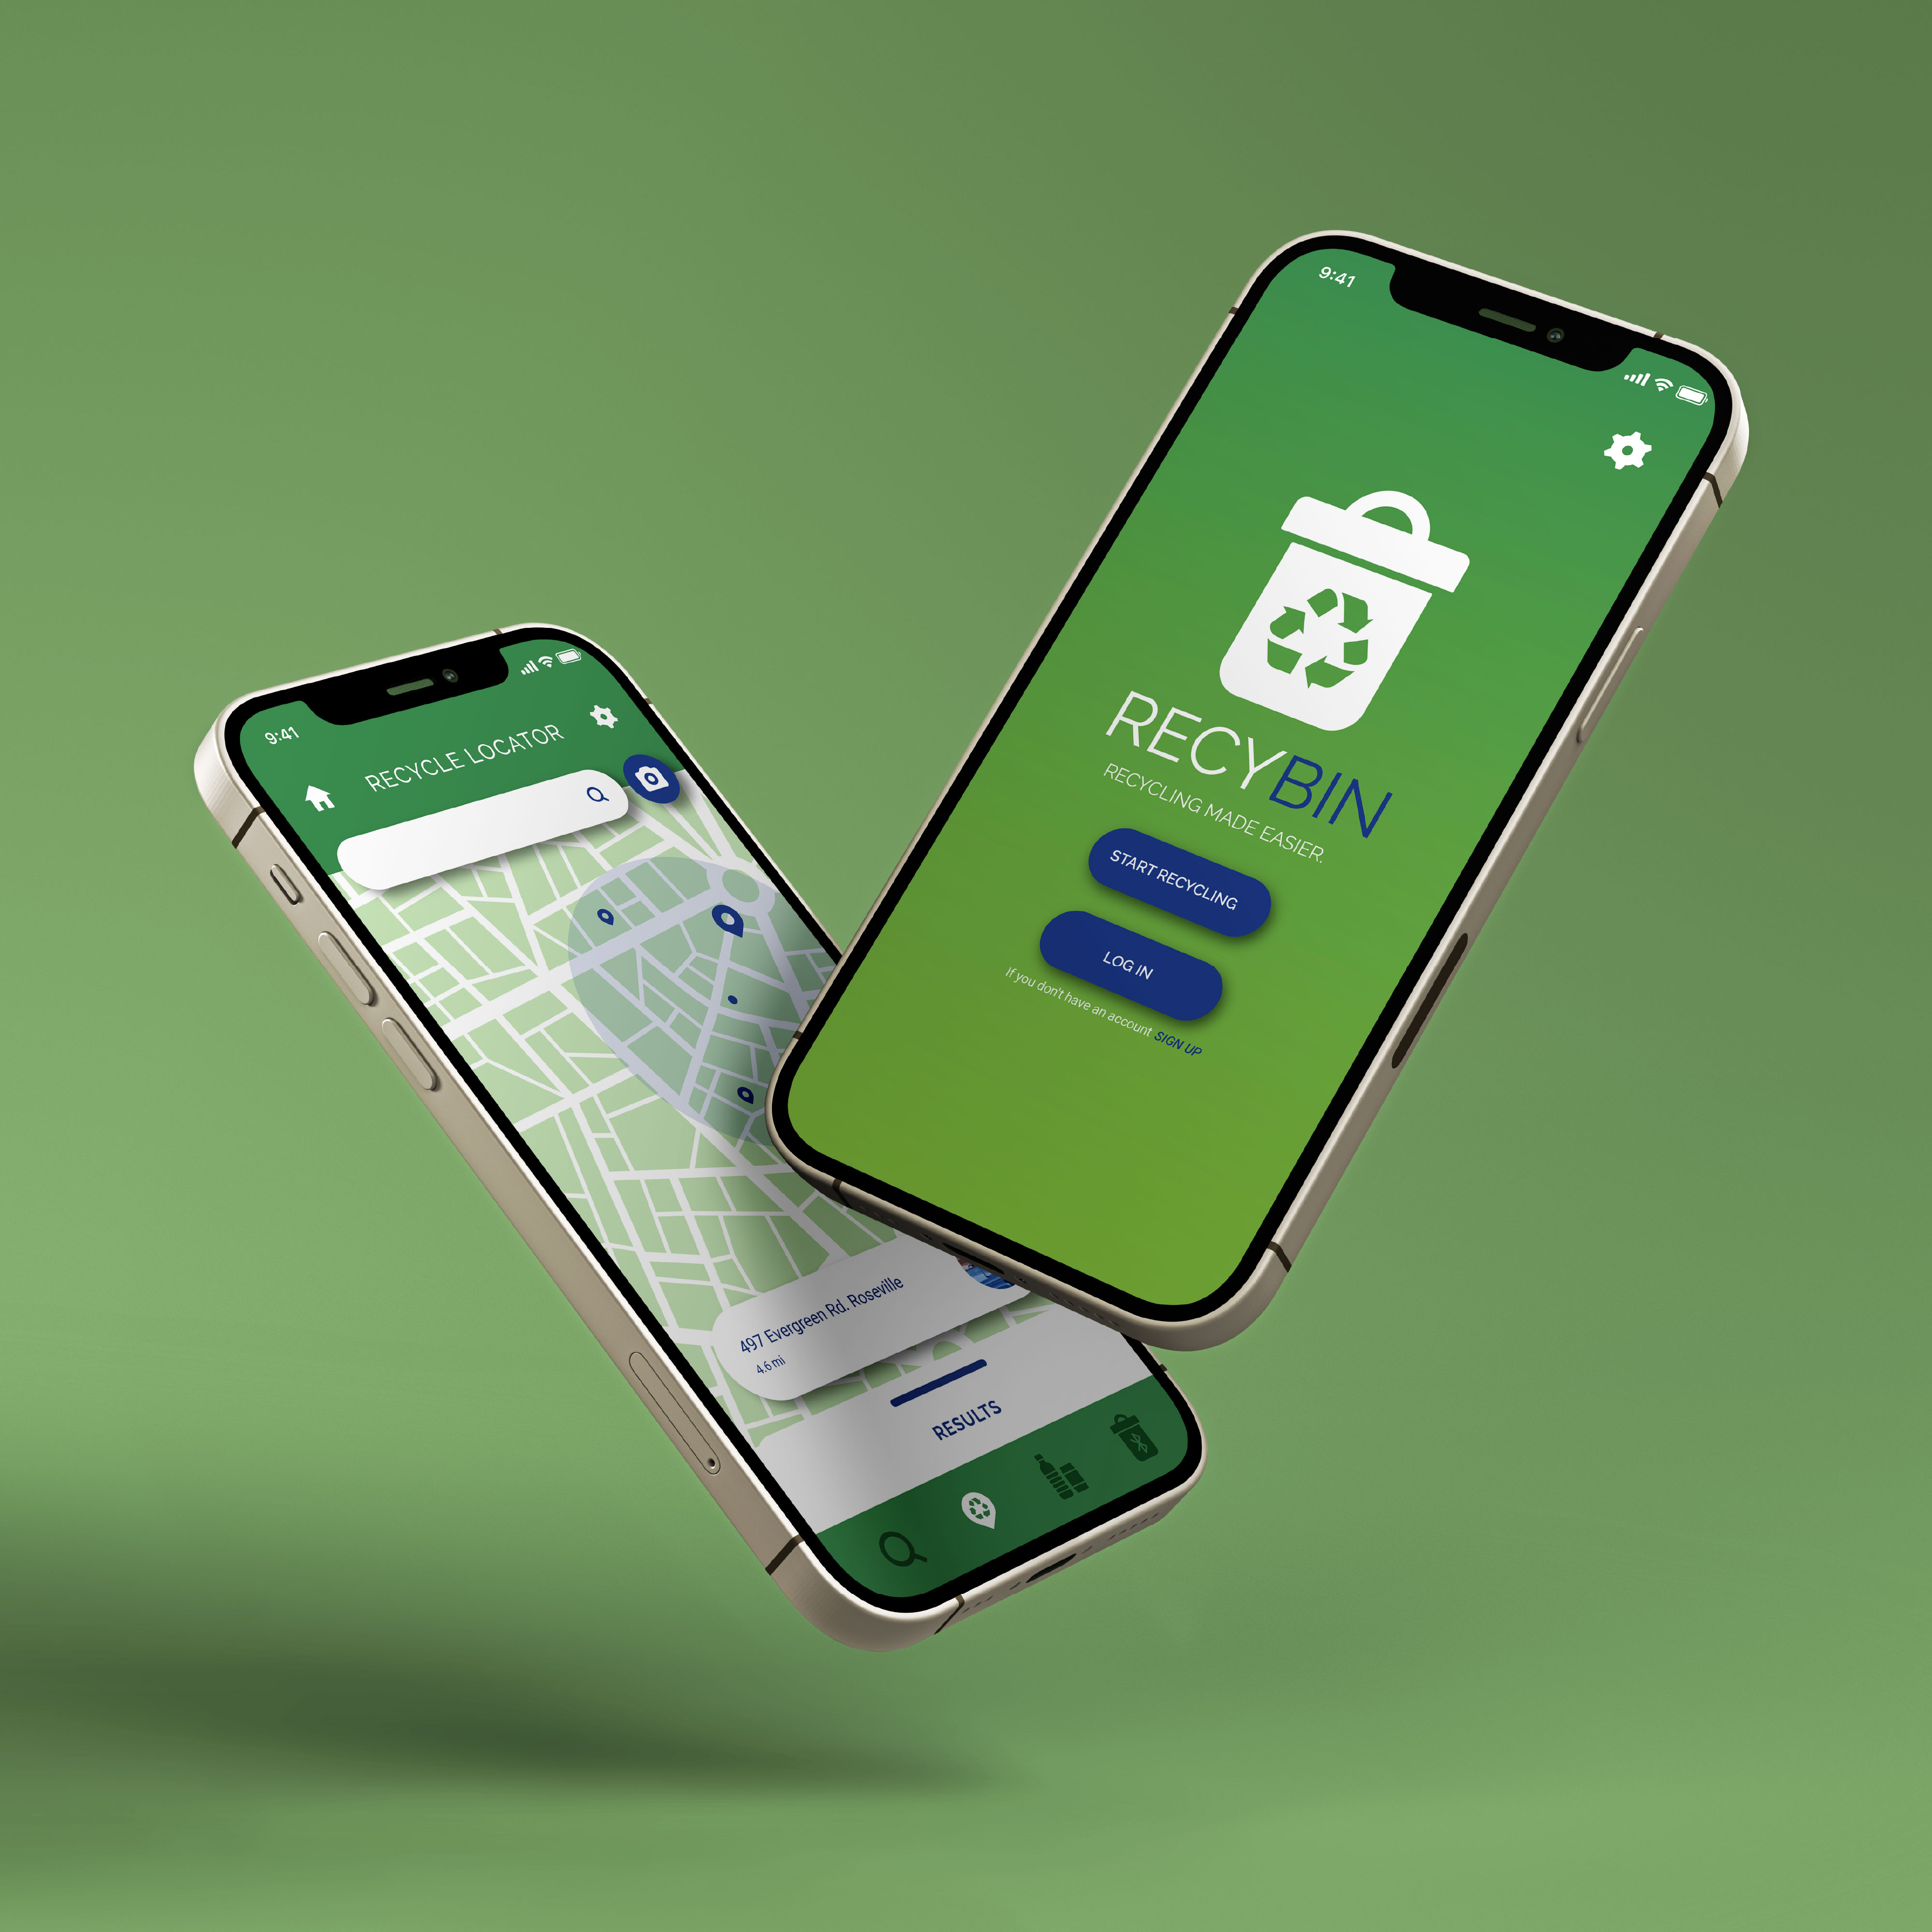 9:41
RECYCLE LOCATOR
497 Evergreen Rd. Roseville
4.6 mi
RESULTS
9:41
RECYBIN
RECYCLING MADE EASIER.
START RECYCLING
LOG IN
If you don't have an account SIGN UP